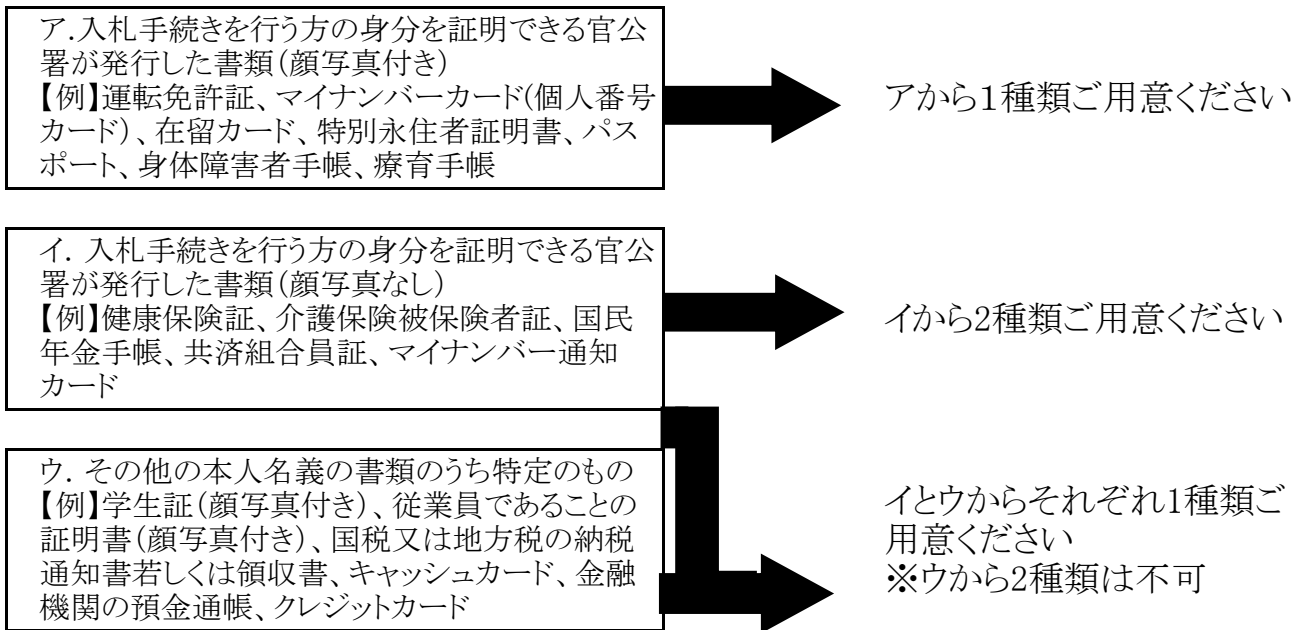 ア.入札手続きを行う方の身分を証明できる官公
署が発行した書類(顔写真付き)
【例】運転免許証、マイナンバーカード(個人番号
カード)、在留カード、特別永住者証明書、パス
ポート、身体障害者手帳、療育手帳
アから1種類ご用意ください
イ. 入札手続きを行う方の身分を証明できる官公
署が発行した書類(顔写真なし)
【例】健康保険証、介護保険被保険者証、国民
年金手帳、共済組合員証、マイナンバー通知
カード
イから2種類ご用意ください
ウ. その他の本人名義の書類のうち特定のもの
【例】学生証(顔写真付き)、従業員であることの
証明書(顔写真付き)、国税又は地方税の納税
通知書若しくは領収書、キャッシュカード、金融
機関の預金通帳、クレジットカード
イとウからそれぞれ1種類ご
用意ください
※ウから2種類は不可